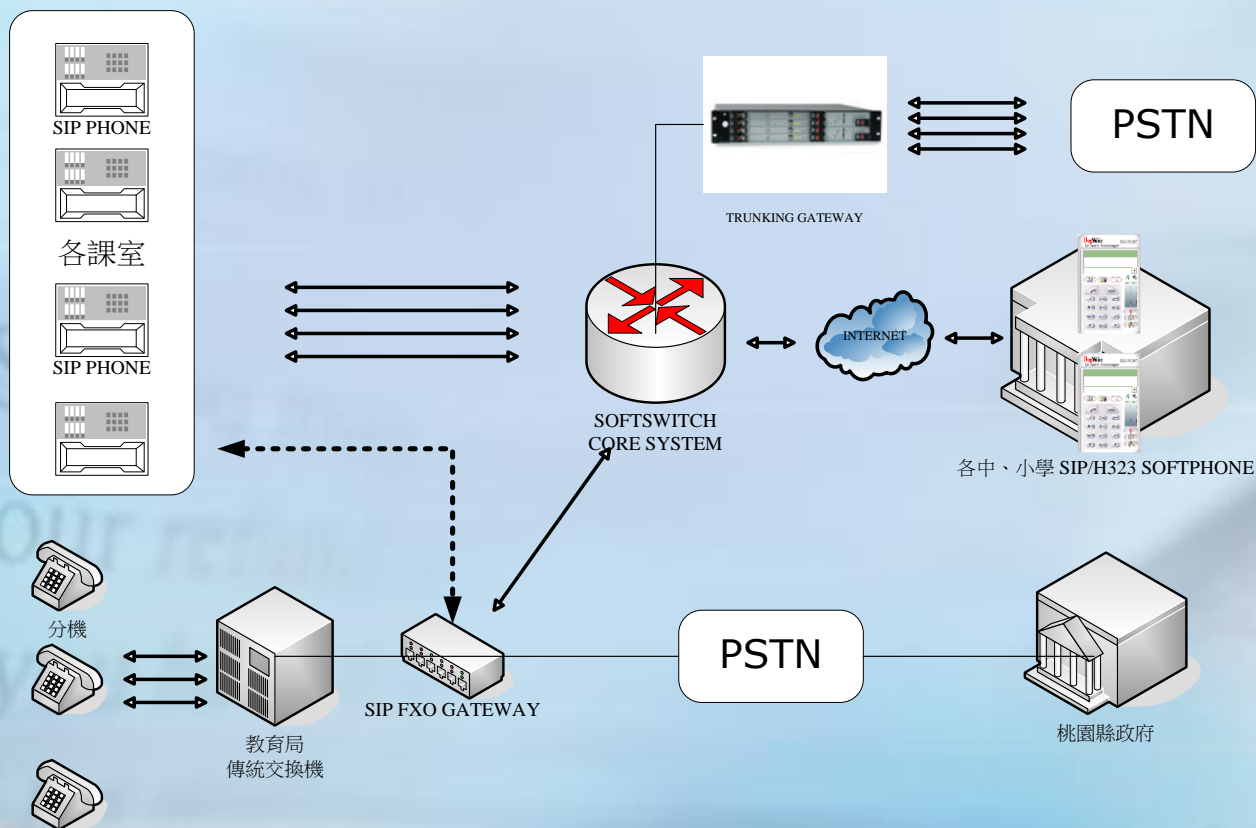 SIP PHONE
各課室
SIP PHONE
TRUNKING GATEWAY
PSTN
SOFTSWITCH
CORE SYSTEM
INTERNET
各中、小學 SIP/H323 SOFTPHONE
分機
教育局
傳統交換機
SIP FXO GATEWAY
PSTN
桃園縣政府